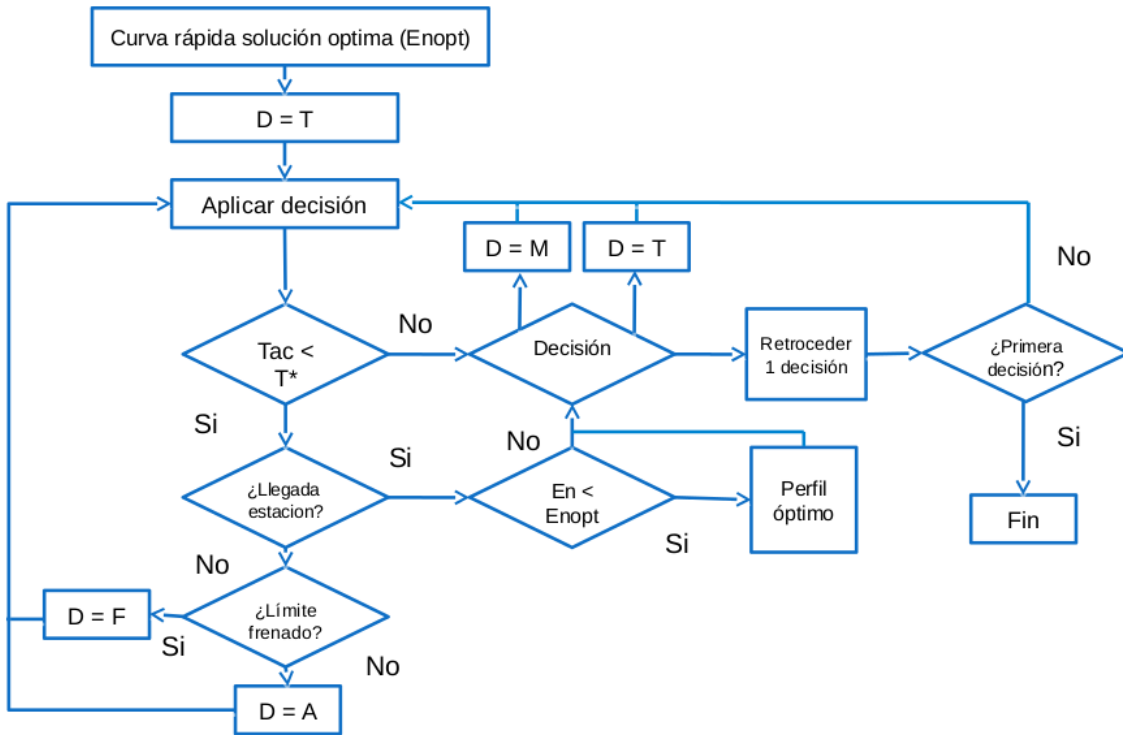 Curva rápida solución optima (Enopt)
D = T
Aplicar decisión
D = M
D = T
No
No
Tac <
T*
Decisión
Retroceder
1 decisión
¿Primera
decisión?
Si
No
Si
Si
¿Llegada
estacion?
En <
Enopt
Perfil
óptimo
Si
Fin
No
D = F
¿Límite
frenado?
Si
No
D = A